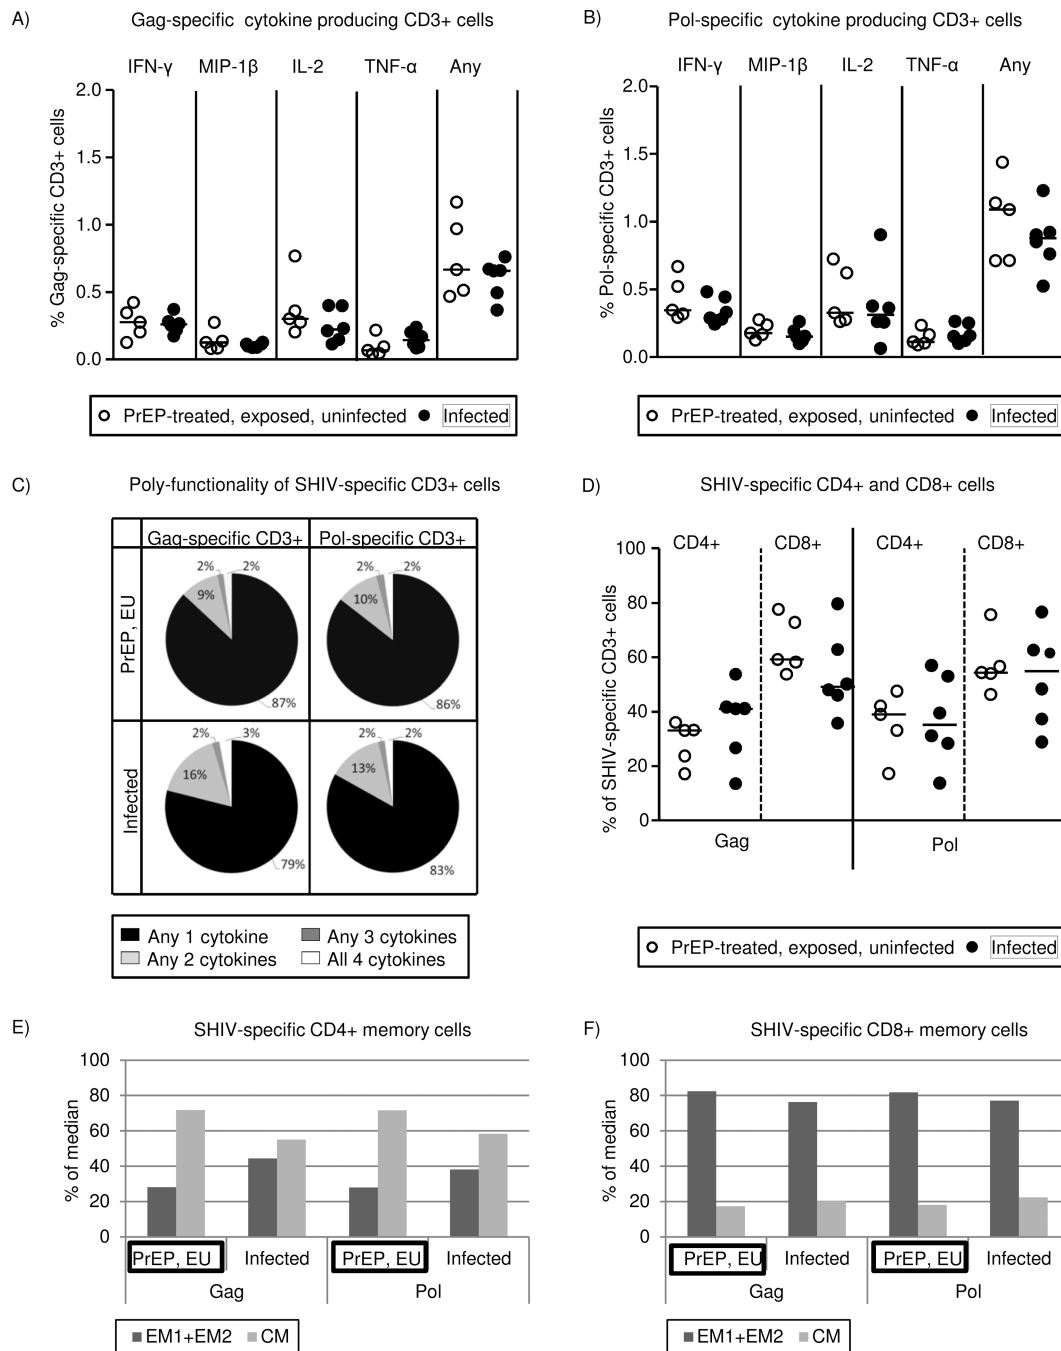 A) Gag-specific cytokine producing CD3+ cells
IFN-γ MIP-1β IL-2 TNF-α Any
% Gag-specific CD3+ cells
2.0
1.5
1.0
0.5
0.0
PrEP-treated, exposed, uninfected Infected
B) Pol-specific cytokine producing CD3+ cells
IFN-γ MIP-1β IL-2 TNF-α Any
% Pol-specific CD3+ cells
2.0
1.5
1.0
0.5
0.0
PrEP-treated, exposed, uninfected Infected
C) Poly-functionality of SHIV-specific CD3+ cells
Gag-specific CD3+ Pol-specific CD3+
PrEP, EU
2% 2% 2% 2%
9% 10%
87% 86%
Infected
2% 3% 2% 2%
16% 13%
79% 83%
Any 1 cytokine Any 3 cytokines
Any 2 cytokines All 4 cytokines
D) SHIV-specific CD4+ and CD8+ cells
CD4+ CD8+ CD4+ CD8+
% of SHIV-specific CD3+ cells
100
80
60
40
20
0
Gag Pol
PrEP-treated, exposed, uninfected Infected
E) SHIV-specific CD4+ memory cells
% of median
100
80
60
40
20
0
PrEP, EU Infected PrEP, EU Infected
Gag Pol
EM1+EM2 CM
F) SHIV-specific CD8+ memory cells
% of median
100
80
60
40
20
0
PrEP, EU Infected PrEP, EU Infected
Gag Pol
EM1+EM2 CM